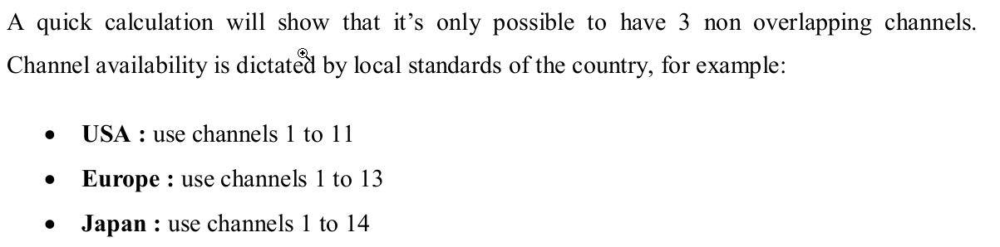 A quick calculation will show that it’s only possible to have 3 non overlapping channels.
Channel availability is dictated by local standards of the country, for example:
• USA : use channels 1 to 11
• Europe : use channels 1 to 13
• Japan : use channels 1 to 14